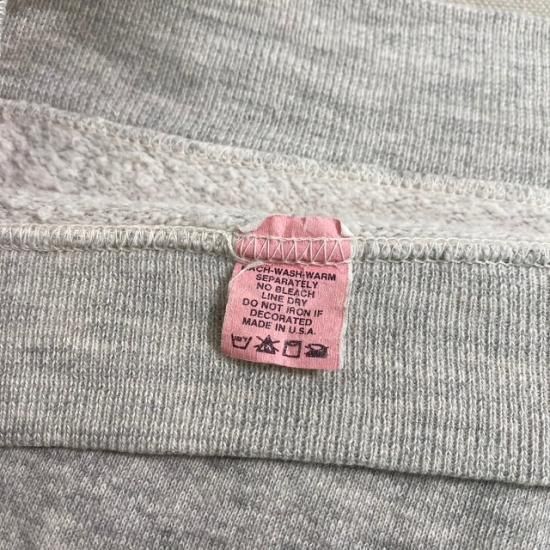 ACH-WASH-WARM
SEPARATELY
NO BLEACH
LINE DRY
DO NOT IRON IF
DECORATED
MADE IN U.S.A.